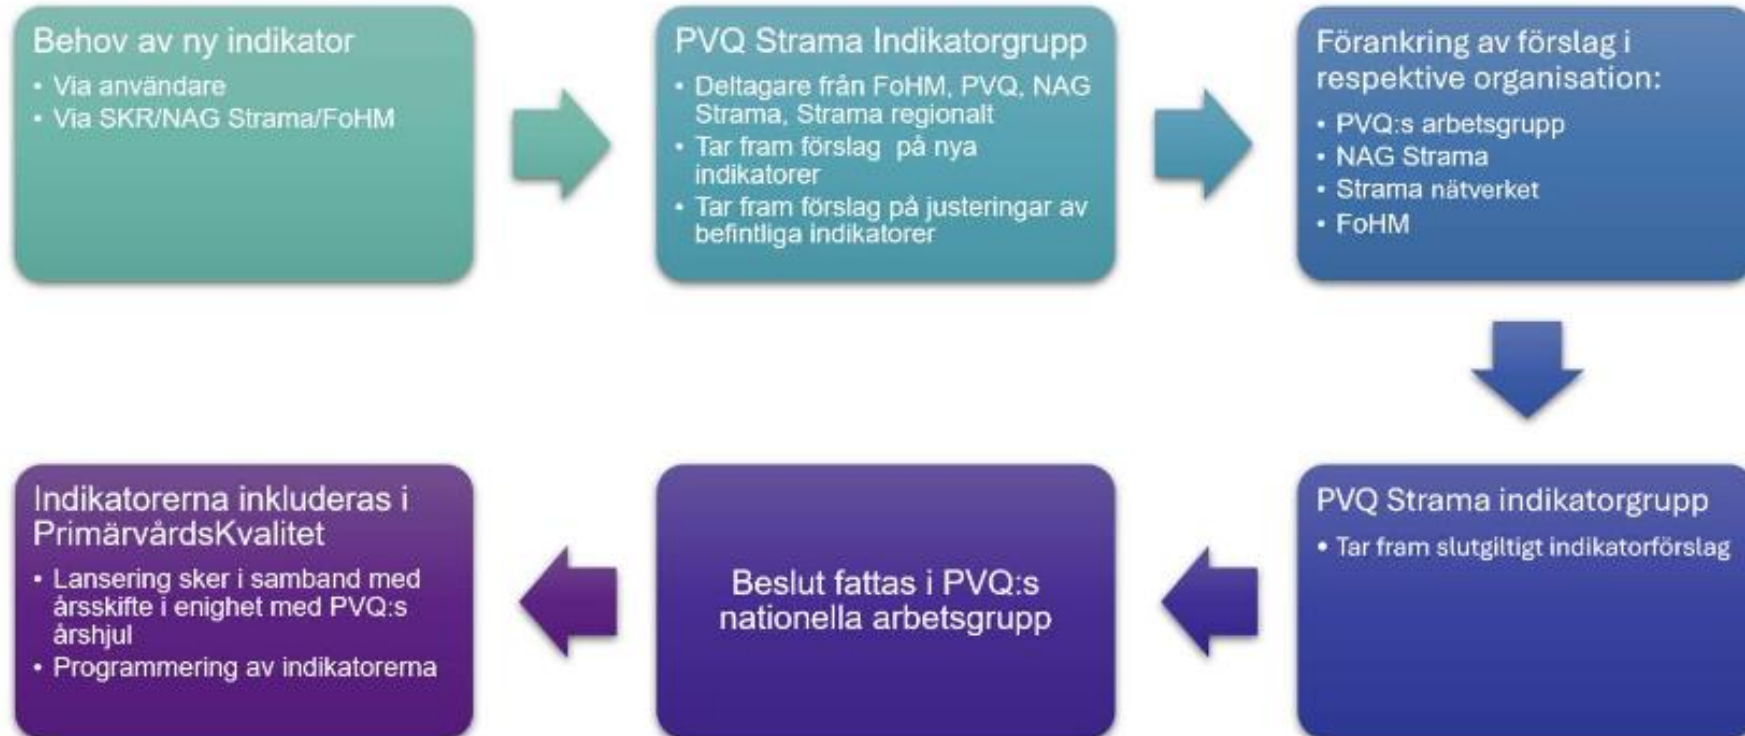 Behov av ny indikator
• Via användare
• Via SKR/NAG Strama/FoHM
PVQ Strama Indikatorgrupp
• Deltagare från FoHM, PVQ, NAG
Strama, Strama regionalt
• Tar fram förslag på nya
indikatorer
• Tar fram förslag på justeringar av
befintliga indikatorer
Förankring av förslag i
respektive organisation:
• PVQ:s arbetsgrupp
• NAG Strama
• Strama nätverket
• FoHM
PVQ Strama indikatorgrupp
• Tar fram slutgiltigt indikatorförslag
Beslut fattas i PVQ:s
nationella arbetsgrupp
Indikatorerna inkluderas i
PrimärvårdsKvalitet
• Lansering sker i samband med
årsskifte i enighet med PVQ:s
årshjul
• Programmering av indikatorerna